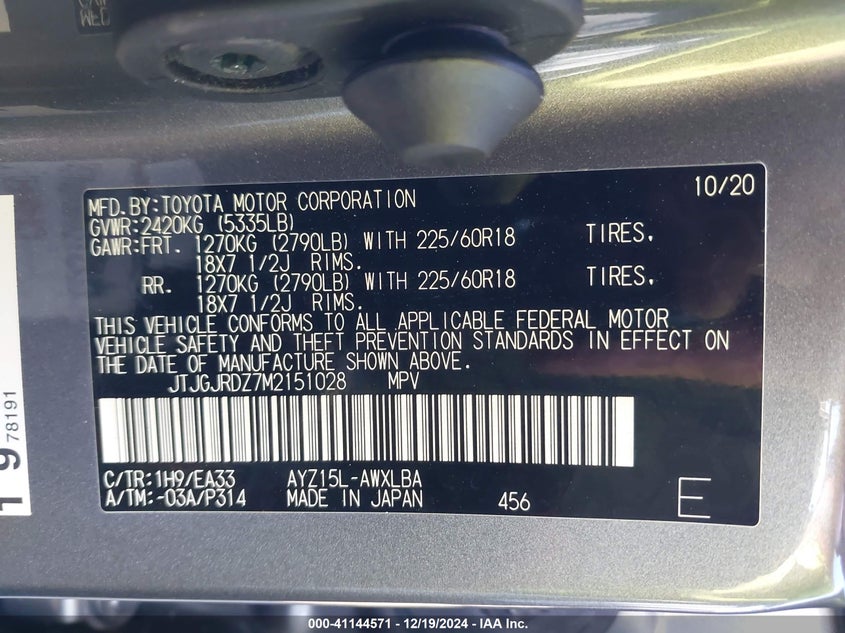 10/20
MFD.BY:TOYOTA MOTOR CORPORATION
GVWR:2420KG (5335LB)
GAWR:FRT. 1270KG (2790LB) WITH 225/60R18 TIRES.
18X7 1/2J RIMS.
RR. 1270KG (2790LB) WITH 225/60R18 TIRES.
18X7 1/2J RIMS.
THIS VEHICLE CONFORMS TO ALL APPLICABLE FEDERAL MOTOR
VEHICLE SAFETY AND THEFT PREVENTION STANDARDS IN EFFECT ON
THE DATE OF MANUFACTURE SHOWN ABOVE.
JTJGJRDZ7M2151028 MPV
C/TR:1H9/EA33 AYZ15L-AWXLBA
A/TM:-03A/P314 MADE IN JAPAN 456 E
78191
000-41144571 - 12/19/2024 - IAA Inc.